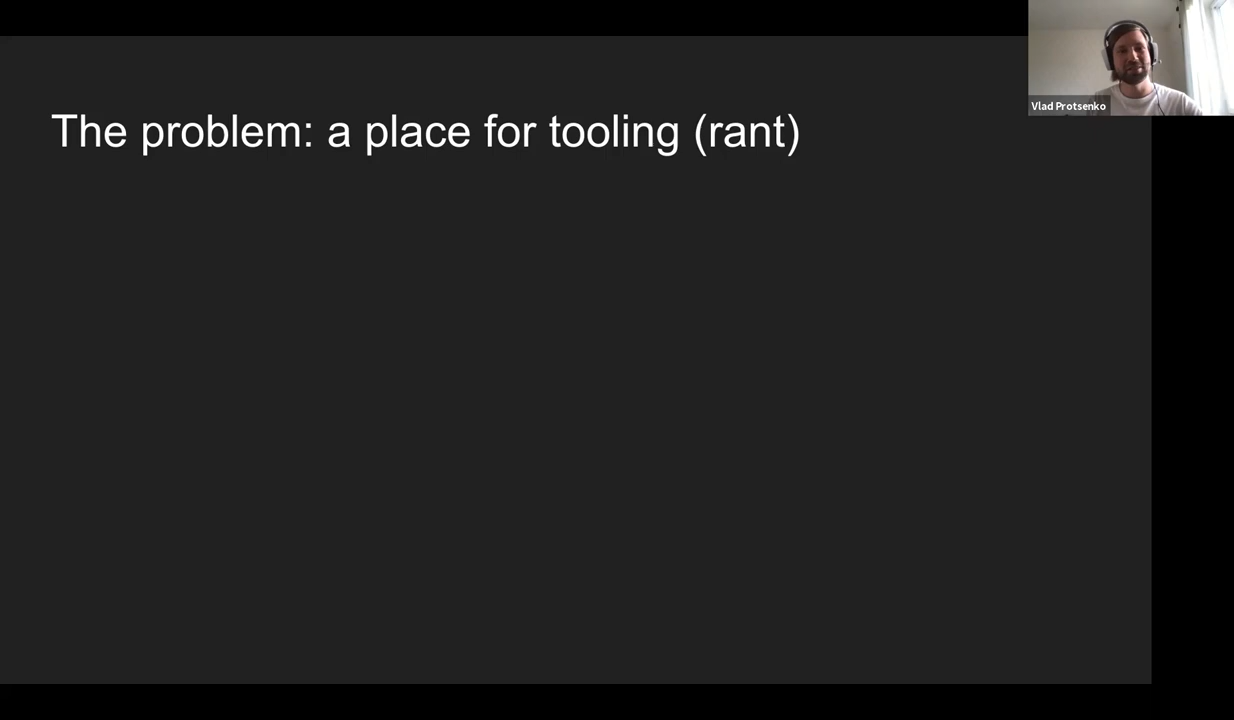 The problem: a place for tooling (rant)
Vlad Protsenko